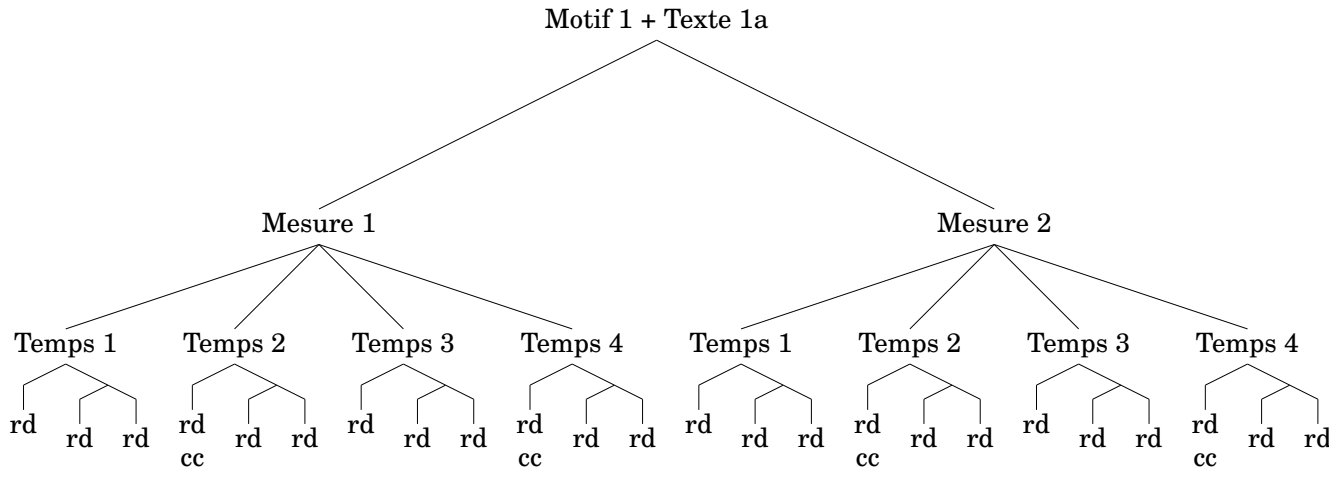 Motif 1 + Texte 1a
Mesure 1 Mesure 2
Temps 1 Temps 2 Temps 3 Temps 4 Temps 1 Temps 2 Temps 3 Temps 4
rd rd rd rd rd rd rd rd rd rd rd rd rd rd rd rd rd rd rd rd rd rd rd rd
cc cc cc cc